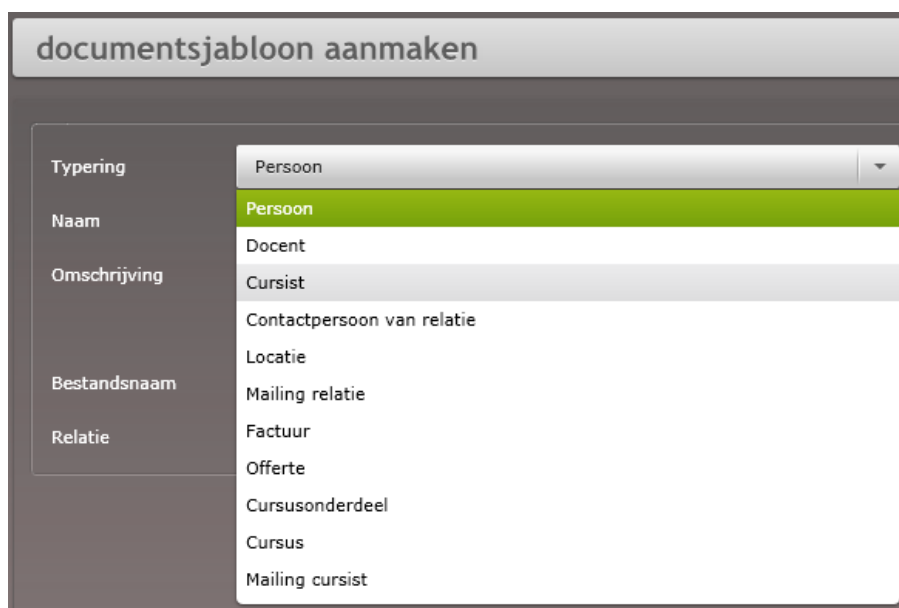 documentsjabloon aanmaken
Typering
Persoon
Naam
Omschrijving
Bestandsnaam
Relatie
Persoon
Docent
Cursist
Contactpersoon van relatie
Locatie
Mailing relatie
Factuur
Offerte
Cursusonderdeel
Cursus
Mailing cursist